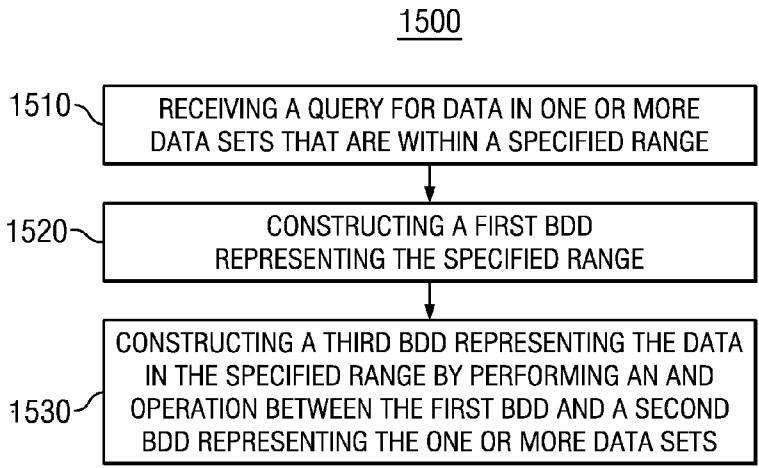 1500
1510
RECEIVING A QUERY FOR DATA IN ONE OR MORE
DATA SETS THAT ARE WITHIN A SPECIFIED RANGE
1520
CONSTRUCTING A FIRST BDD
REPRESENTING THE SPECIFIED RANGE
1530
CONSTRUCTING A THIRD BDD REPRESENTING THE DATA
IN THE SPECIFIED RANGE BY PERFORMING AN AND
OPERATION BETWEEN THE FIRST BDD AND A SECOND
BDD REPRESENTING THE ONE OR MORE DATA SETS